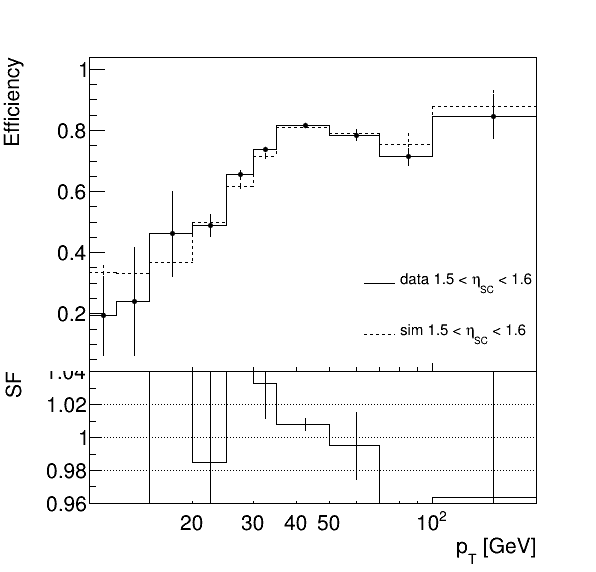 Efficiency
1
0.8
0.6
0.4
0.2
data 1.5 < η_SC < 1.6
sim 1.5 < η_SC < 1.6
SF
1.04
1.02
1
0.98
0.96
20 30 40 50 10²
p_T [GeV]